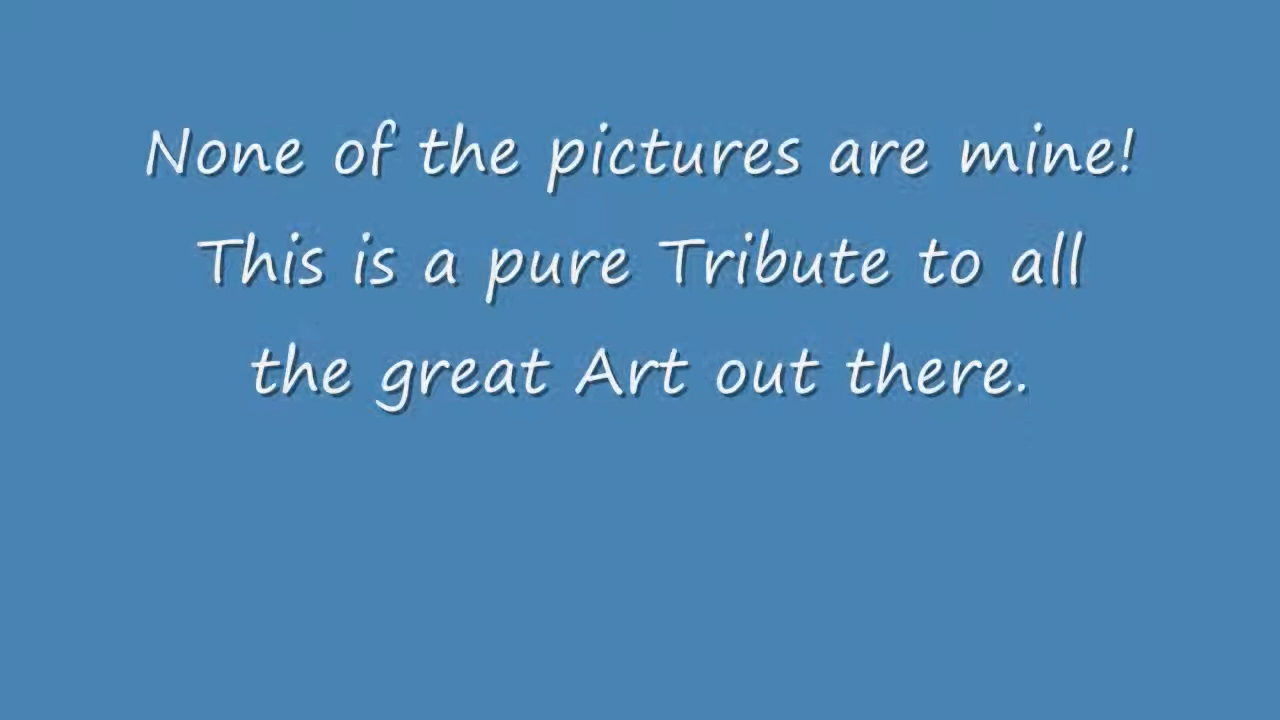 None of the pictures are mine!
This is a pure Tribute to all
the great Art out there.